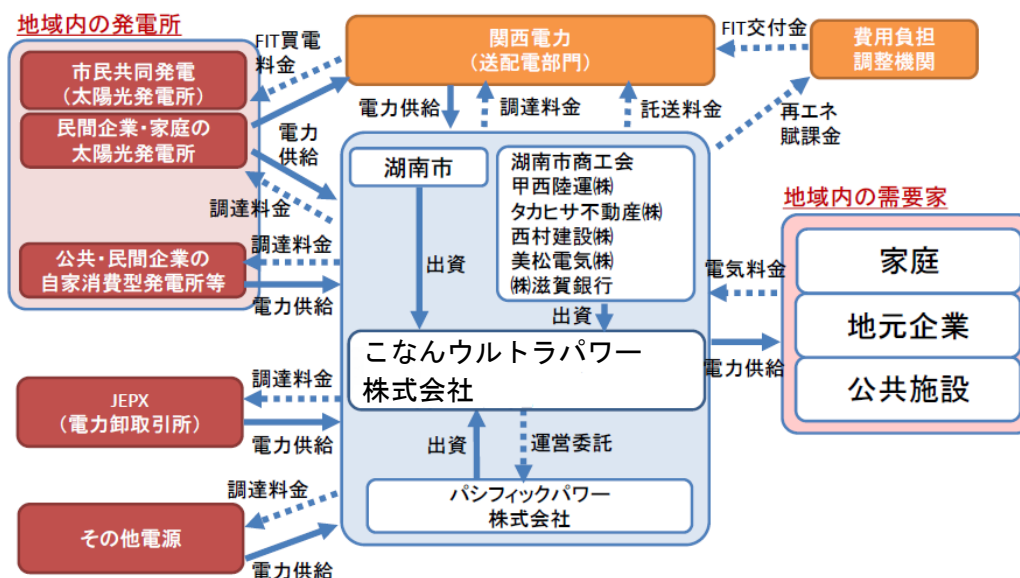 地域内の発電所
市民共同発電
（太陽光発電所）
民間企業・家庭の
太陽光発電所
公共・民間企業の
自家消費型発電所等
JEPX
（電力卸取引所）
その他電源
FIT買電
料金
電力
供給
調達料金
調達料金
電力供給
調達料金
電力供給
調達料金
電力供給
関西電力
（送配電部門）
FIT交付金
費用負担
調整機関
電力供給
調達料金
託送料金
再エネ
賦課金
湖南市
湖南市商工会
甲西陸運㈱
タカヒサ不動産㈱
西村建設㈱
美松電気㈱
㈱滋賀銀行
出資
出資
こなんウルトラパワー
株式会社
出資
運営委託
パシフィックパワー
株式会社
地域内の需要家
電気料金
電力供給
家庭
地元企業
公共施設